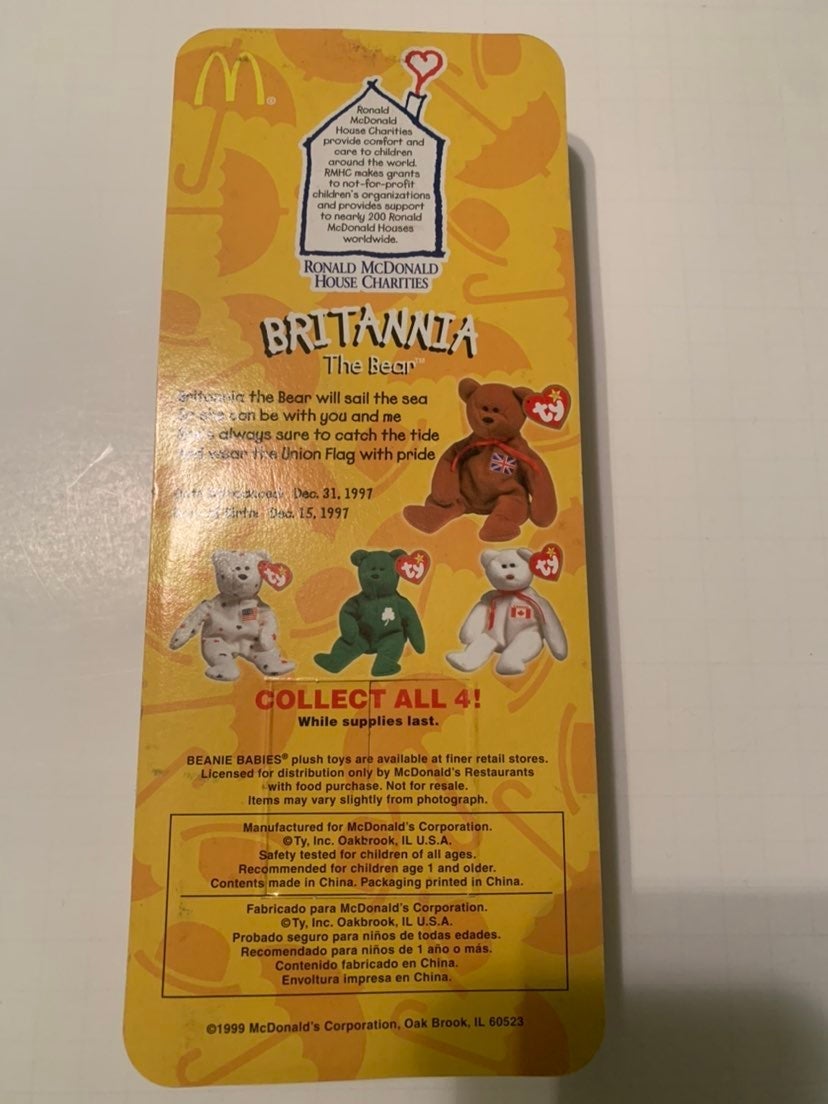 M®
Ronald
McDonald
House Charities
provide comfort and
care to children
around the world.
RMHC makes grants
to not-for-profit
children's organizations
and provides support
to nearly 200 Ronald
McDonald Houses
worldwide.
RONALD MCDONALD
HOUSE CHARITIES
BRITANNIA
The Bear™
Britannia the Bear will sail the sea
So she can be with you and me
always sure to catch the tide
And wear the Union Flag with pride
Dec. 31, 1997
Dec. 15, 1997
ty
ty
ty
ty
COLLECT ALL 4!
While supplies last.
BEANIE BABIES® plush toys are available at finer retail stores.
Licensed for distribution only by McDonald's Restaurants
with food purchase. Not for resale.
Items may vary slightly from photograph.
Manufactured for McDonald's Corporation.
©Ty, Inc. Oakbrook, IL U.S.A.
Safety tested for children of all ages.
Recommended for children age 1 and older.
Contents made in China. Packaging printed in China.
Fabricado para McDonald's Corporation.
©Ty, Inc. Oakbrook, IL U.S.A.
Probado seguro para niños de todas edades.
Recomendado para niños de 1 año o más.
Contenido fabricado en China.
Envoltura impresa en China.
©1999 McDonald's Corporation, Oak Brook, IL 60523